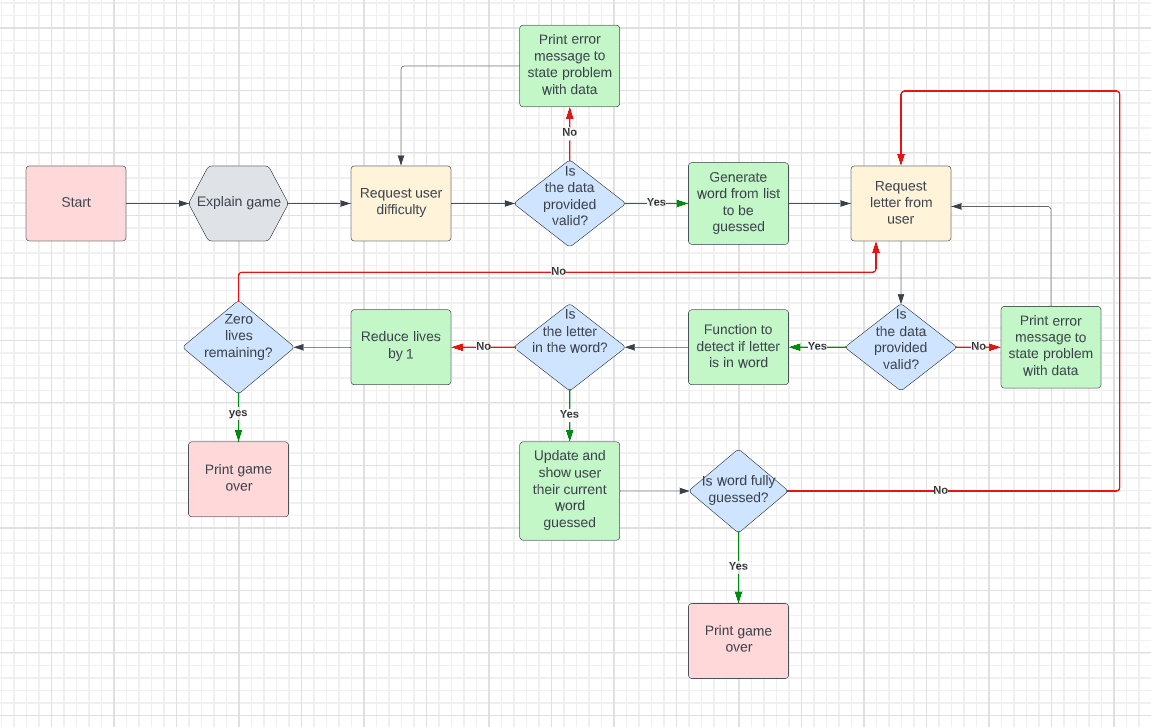 Print error
message to
state problem
with data
No
Start
Explain game
Request user
difficulty
Is
the data
provided
valid?
Yes
Generate
word from list
to be
guessed
Request
letter from
user
No
Zero
lives
remaining?
Reduce lives
by 1
No
Is
the letter
in the word?
Function to
detect if letter
is in word
Yes
Is
the data
provided
valid?
No
Print error
message to
state problem
with data
yes
Yes
Print game
over
Update and
show user
their current
word
guessed
Is word fully
guessed?
No
Yes
Print game
over